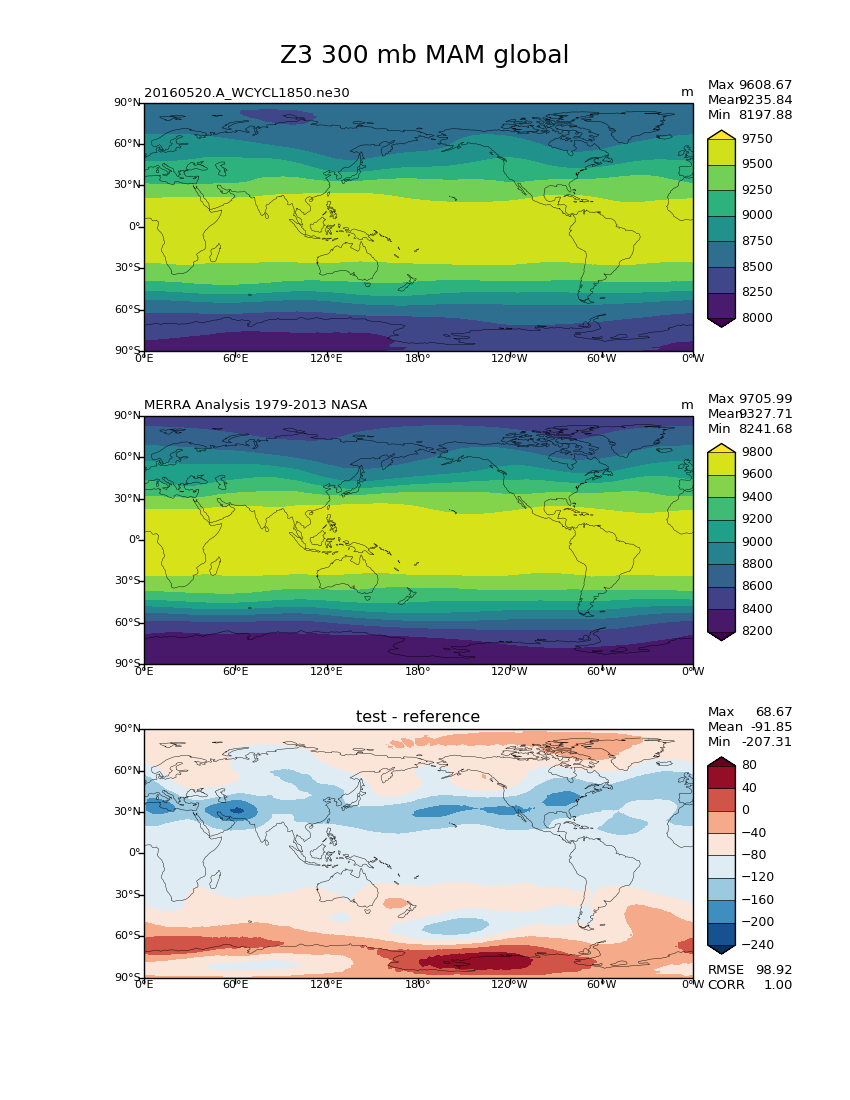 Z3 300 mb MAM global
20160520.A_WCYCL1850.ne30
m
Max 9608.67
Mean 9235.84
Min 8197.88
90°N
60°N
30°N
0°
30°S
60°S
90°S
0°E 60°E 120°E 180° 120°W 60°W 0°W
9750
9500
9250
9000
8750
8500
8250
8000
MERRA Analysis 1979-2013 NASA
m
Max 9705.99
Mean 9327.71
Min 8241.68
90°N
60°N
30°N
0°
30°S
60°S
90°S
0°E 60°E 120°E 180° 120°W 60°W 0°W
9800
9600
9400
9200
9000
8800
8600
8400
8200
test - reference
Max 68.67
Mean -91.85
Min -207.31
90°N
60°N
30°N
0°
30°S
60°S
90°S
0°E 60°E 120°E 180° 120°W 60°W 0°W
80
40
0
−40
−80
−120
−160
−200
−240
RMSE 98.92
CORR 1.00